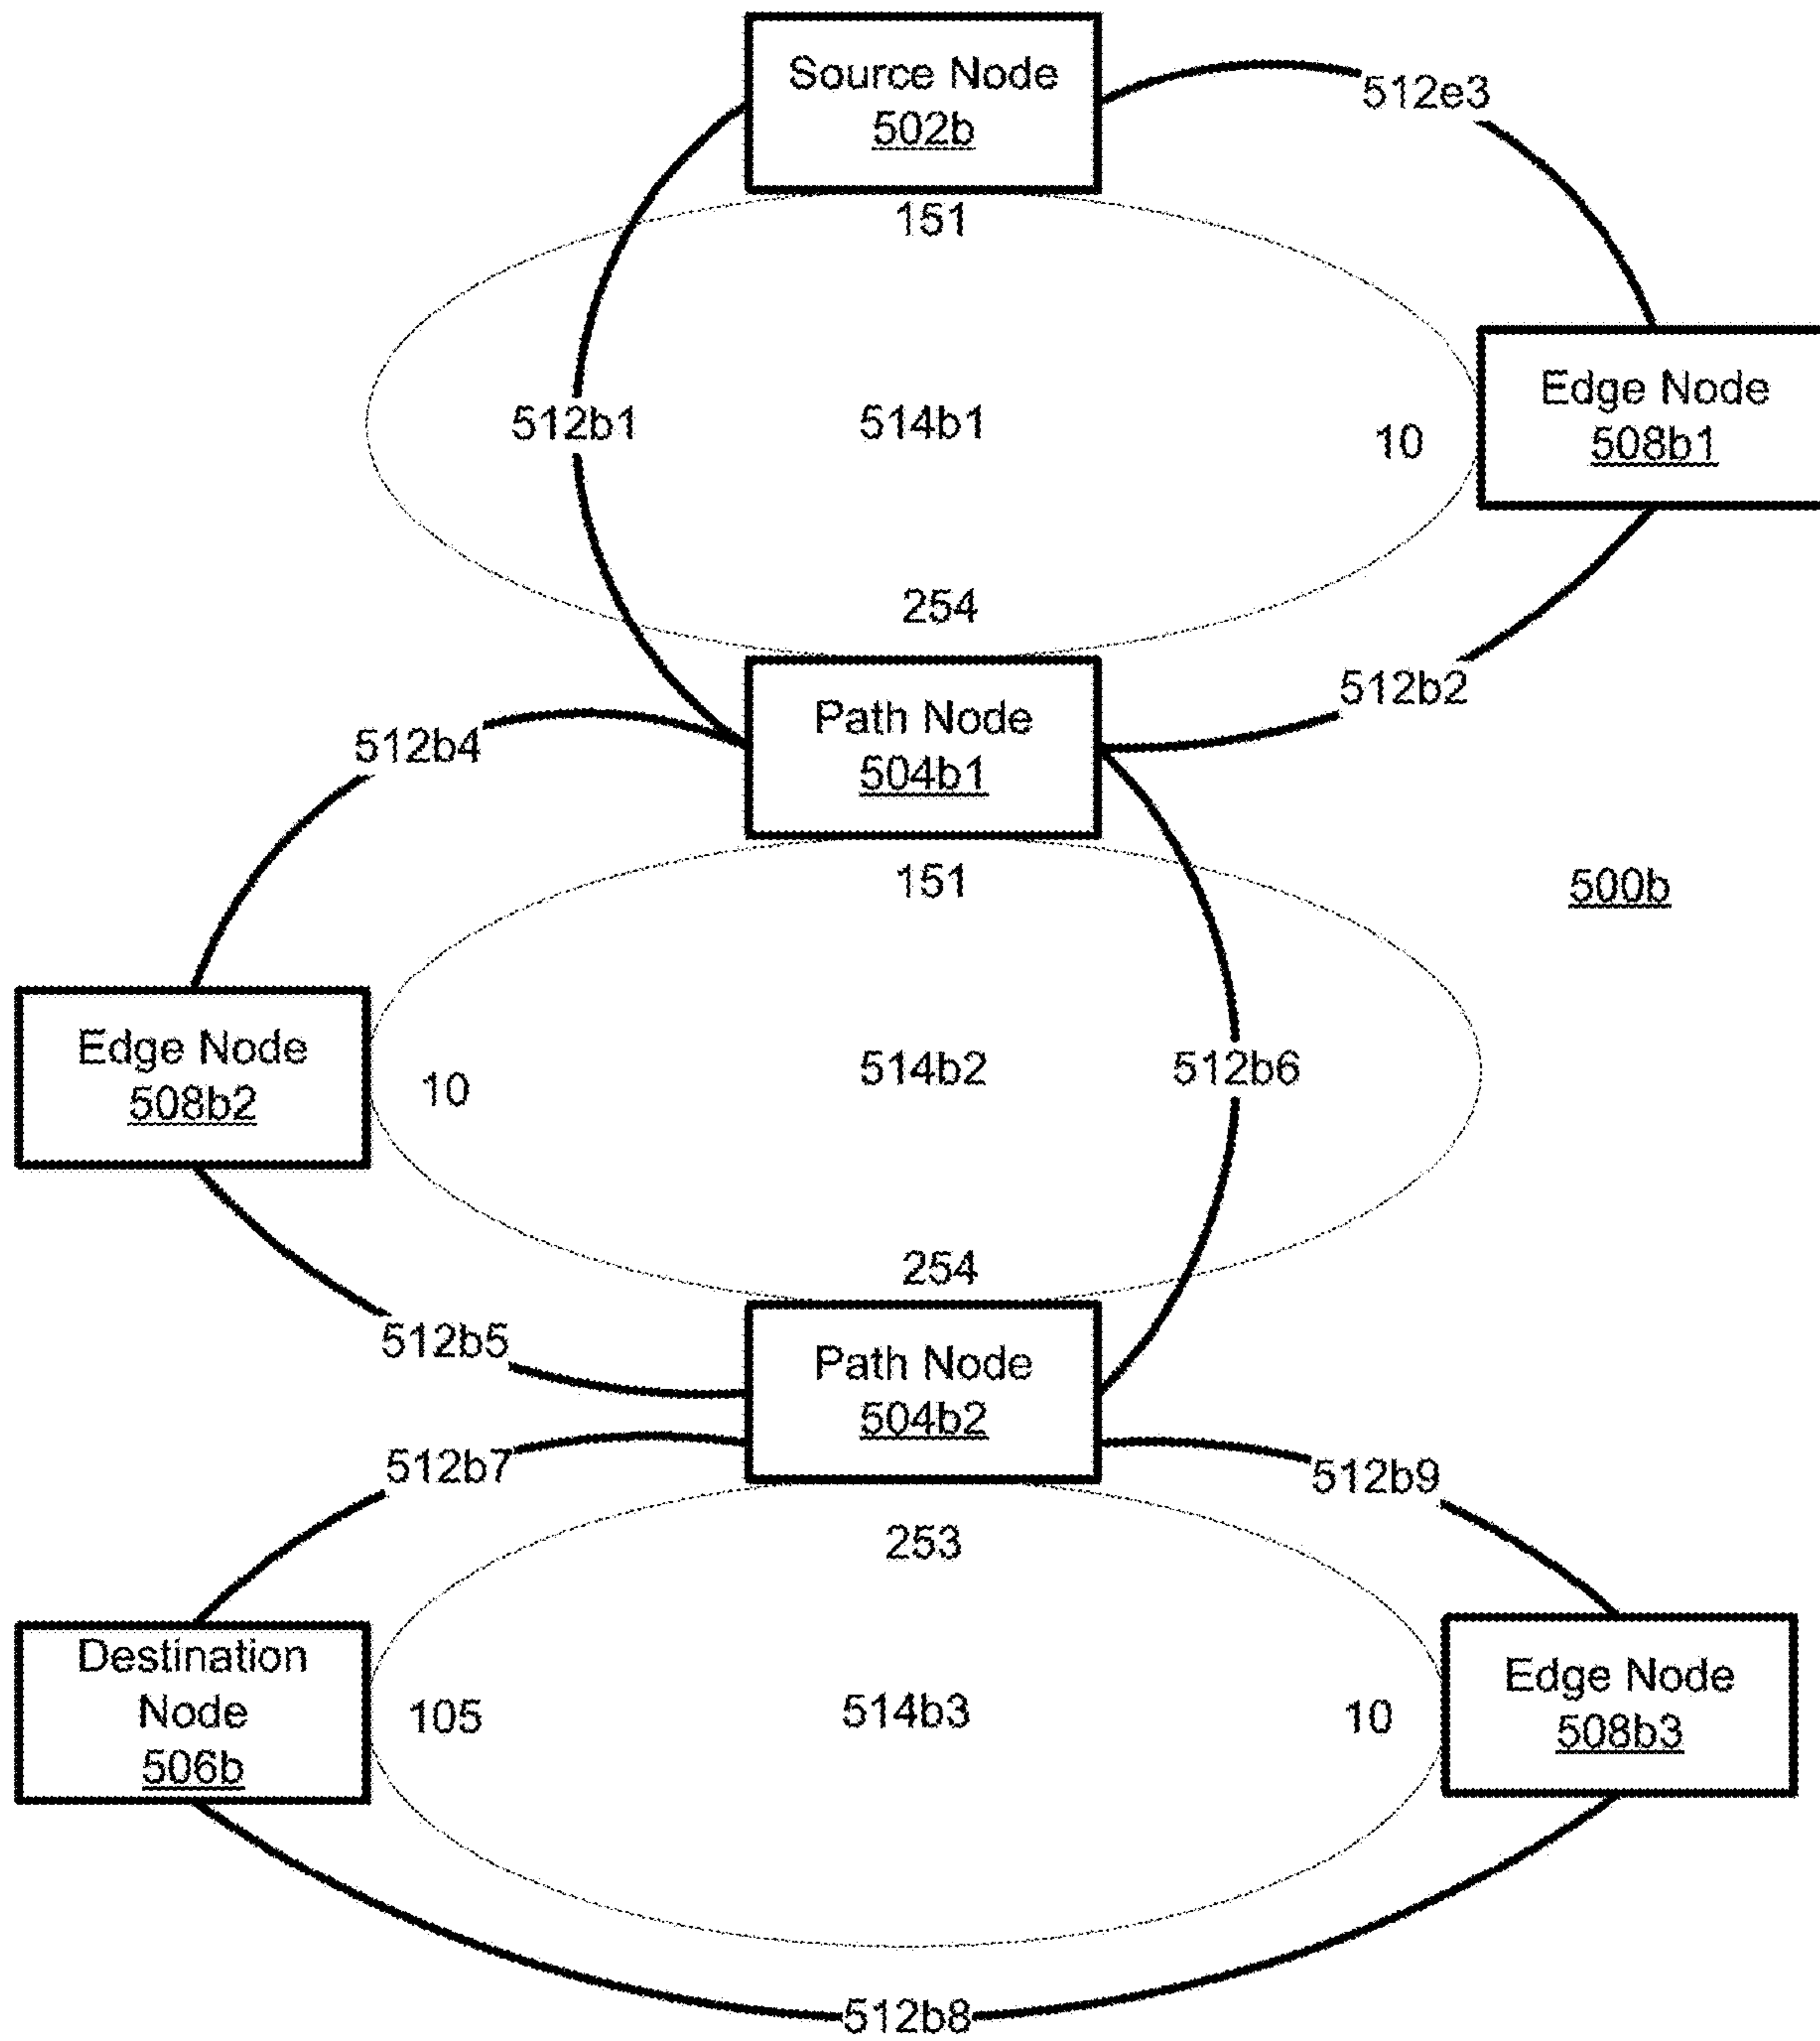 Source Node
502b
512e3
151
Edge Node
508b1
512b1
514b1
10
254
512b2
Path Node
504b1
512b4
151
500b
Edge Node
508b2
10
514b2
512b6
254
512b5
Path Node
504b2
512b7
512b9
253
Destination
Node
506b
105
514b3
10
Edge Node
508b3
512b8